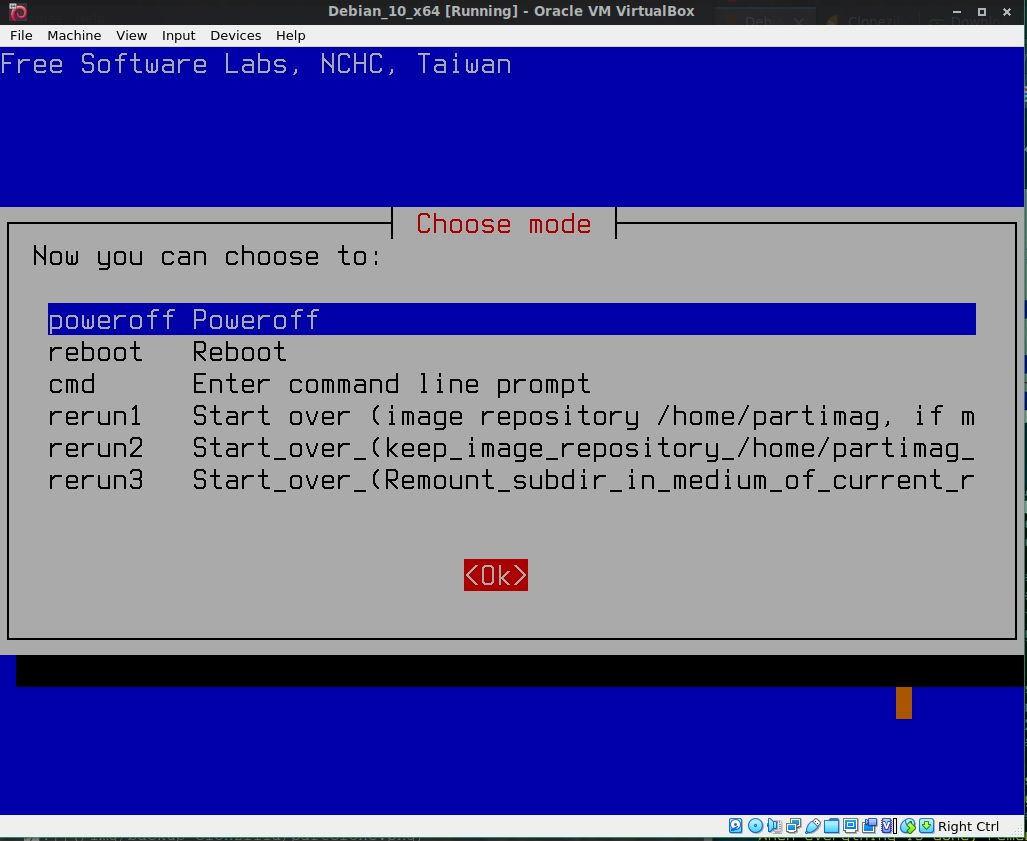 Debian_10_x64 [Running] - Oracle VM VirtualBox
File Machine View Input Devices Help
Free Software Labs, NCHC, Taiwan
Choose mode
Now you can choose to:
poweroff Poweroff
reboot Reboot
cmd Enter command line prompt
rerun1 Start over (image repository /home/partimag, if m
rerun2 Start_over_(keep_image_repository_/home/partimag_
rerun3 Start_over_(Remount_subdir_in_medium_of_current_r
<Ok>
Right Ctrl